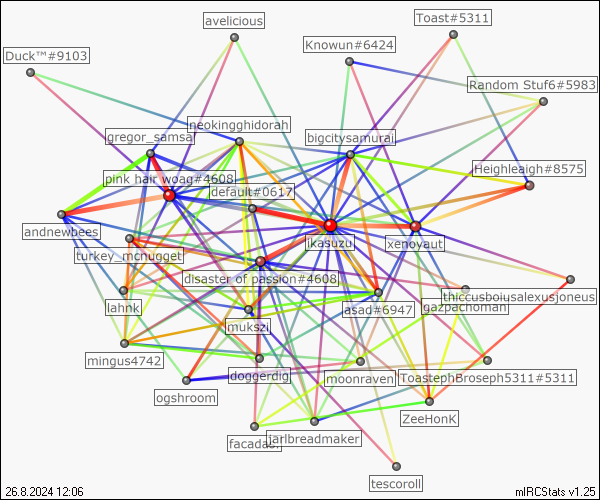 avelicious
Toast#5311
Knowun#6424
Duck™#9103
Random Stuf6#5983
neokingghidorah
gregor_samsa
bigcitysamurai
Heighleaigh#8575
pink hair woag#4608
default#0617
andnewbees
ikasuzu
xenoyaut
turkey_mcnugget
disaster of passion#4608
thiccusboiusalexusjoneus
lahnk
asad#6947
gazpachoman
mukszi
mingus4742
doggerdig
moonraven
ToastephBroseph5311#5311
ogshroom
ZeeHonK
facadas.
jarlbreadmaker
tescoroll
26.8.2024 12:06
mIRCStats v1.25